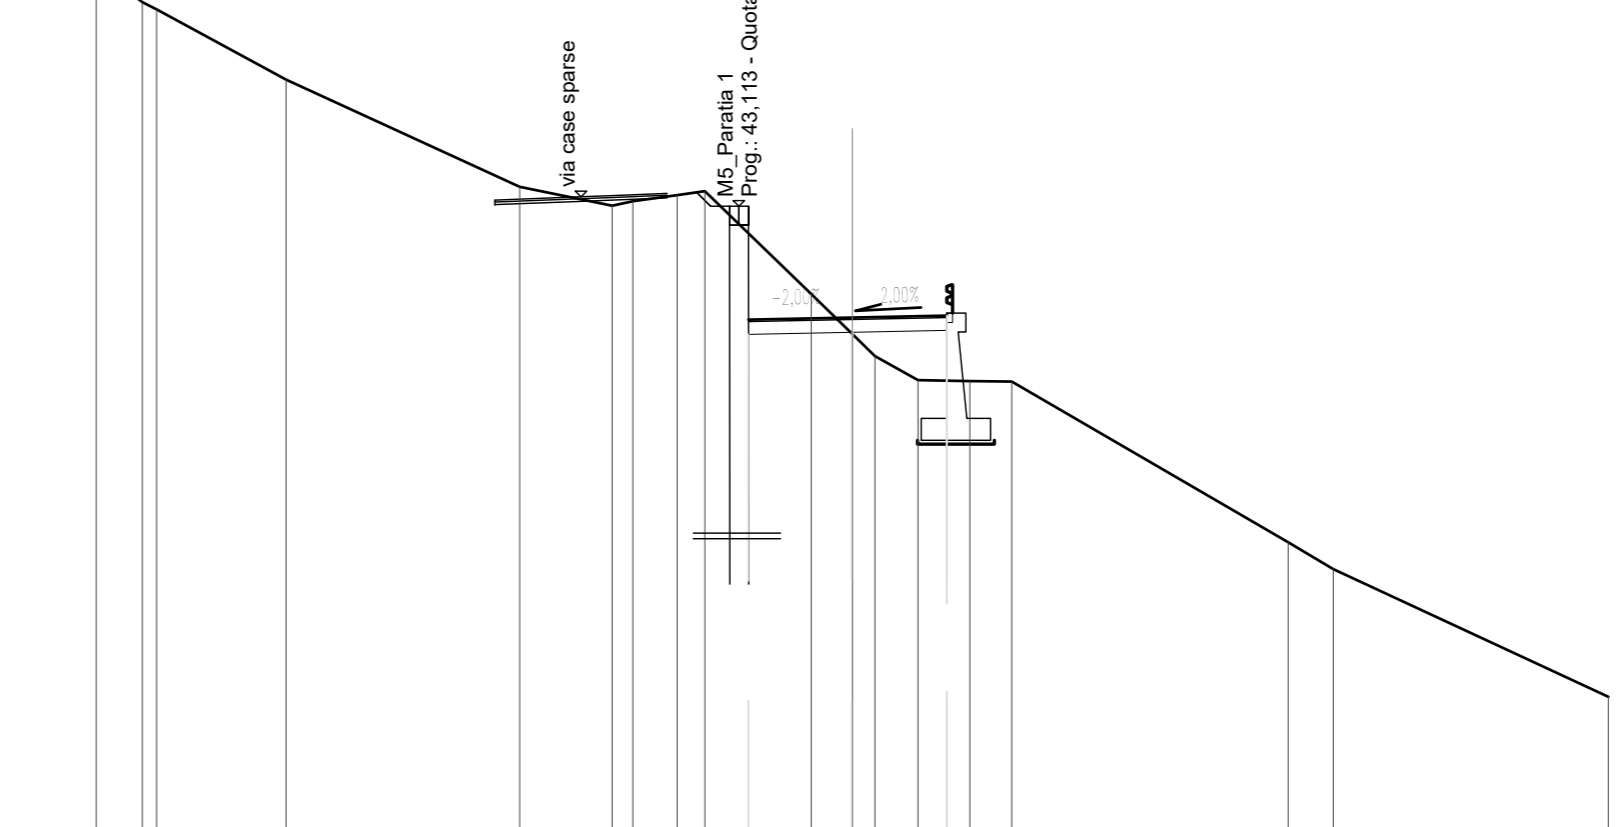 via case sparse
M5_Paratia 1
Prog.: 43,113 - Quota
-2,00%
2,00%